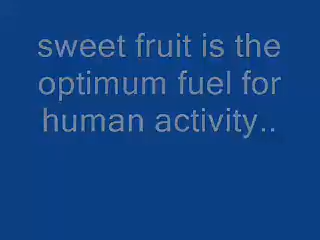 sweet fruit is the
optimum fuel for
human activity..